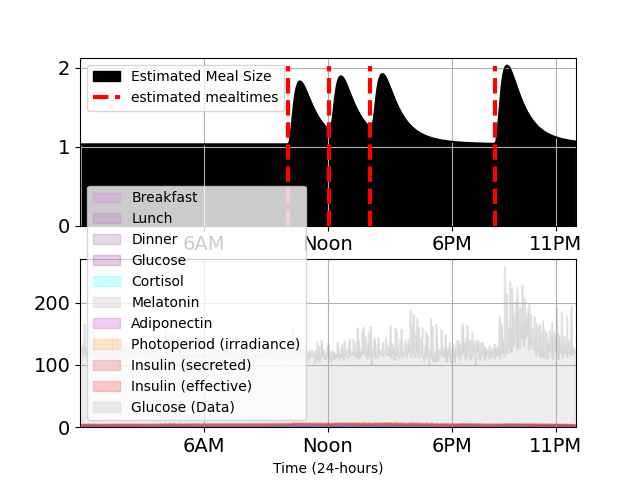 2
1
0
Estimated Meal Size
estimated mealtimes
6AM
Noon
6PM
11PM
Breakfast
Lunch
Dinner
Glucose
Cortisol
Melatonin
Adiponectin
Photoperiod (irradiance)
Insulin (secreted)
Insulin (effective)
Glucose (Data)
200
100
0
6AM
Noon
6PM
11PM
Time (24-hours)